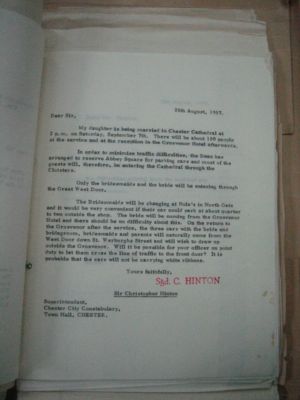 28th August, 1957.
Dear Sir,
My daughter is being married in Chester Cathedral at
2 p.m. on Saturday, September 7th. There will be about 150 people
at the service and at the reception in the Grosvenor Hotel afterwards.
In order to minimise traffic difficulties, the Dean has
arranged to reserve Abbey Square for parking cars and most of the
guests will, therefore, be entering the Cathedral through the
Cloisters.
Only the bridesmaids and the bride will be entering through
the Great West Door.
The Bridesmaids will be changing at in North Gate
and it would be very convenient if their car could park at about quarter
to two outside the shop. The bride will be coming from the Grosvenor
Hotel and there should be no difficulty about this. On the return to
the Grosvenor after the service, the three cars with the bride and
bridegroom, bridesmaids and parents will naturally come from the
West Door down St. Werburghs Street and will wish to draw up
outside the Grosvenor. Will it be possible for your officer on point
duty to let them cross the line of traffic to the front door? It is
probable that the cars will not be carrying white ribbons.
Yours faithfully,
Sgd. C. HINTON
Sir Christopher Hinton
Superintendant,
Chester City Constabulary,
Town Hall, CHESTER.